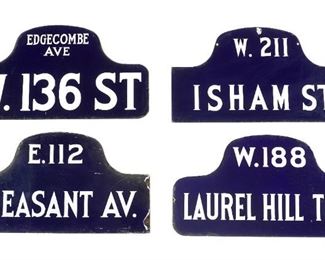 EDGECOMBE
AVE
. 136 ST
W. 211
ISHAM ST
E.112
EASANT AV.
W.188
LAUREL HILL T